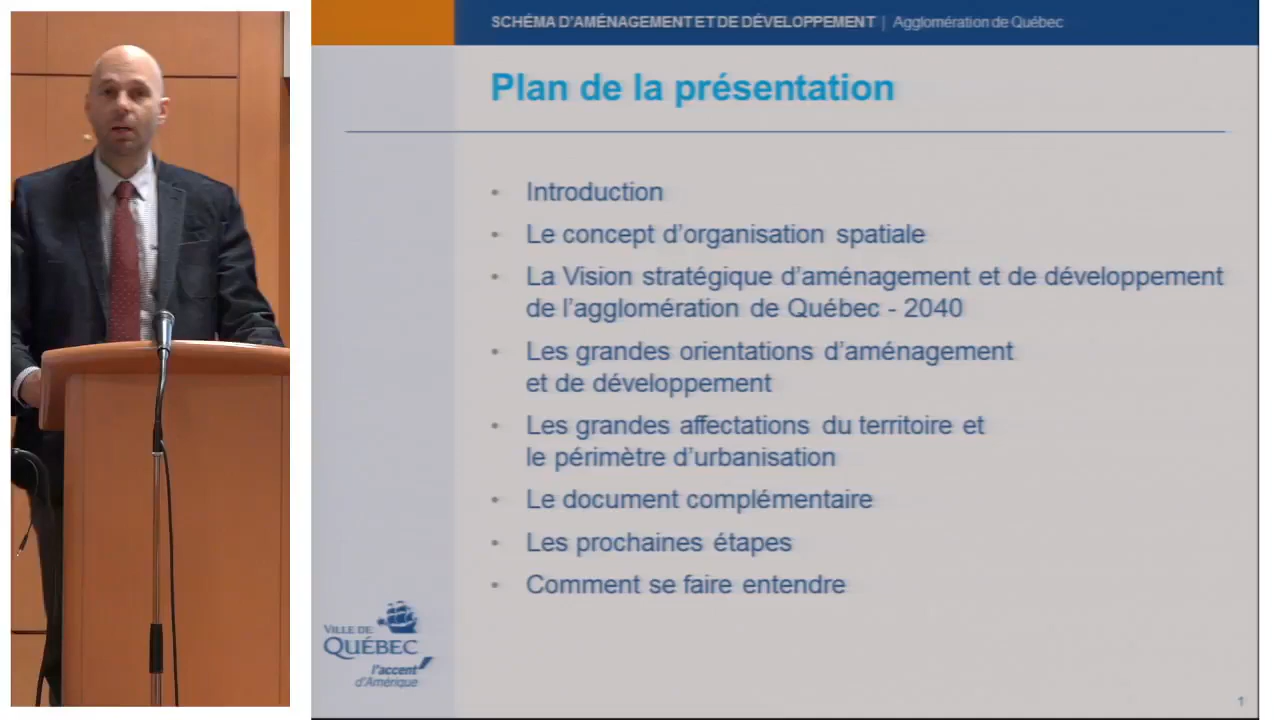 SCHÉMA D'AMÉNAGEMENT ET DE DÉVELOPPEMENT | Agglomération de Québec
Plan de la présentation
• Introduction
• Le concept d'organisation spatiale
• La Vision stratégique d'aménagement et de développement
de l'agglomération de Québec - 2040
• Les grandes orientations d'aménagement
et de développement
• Les grandes affectations du territoire et
le périmètre d'urbanisation
• Le document complémentaire
• Les prochaines étapes
• Comment se faire entendre
VILLE DE
QUÉBEC
l'accent
d'Amérique
1